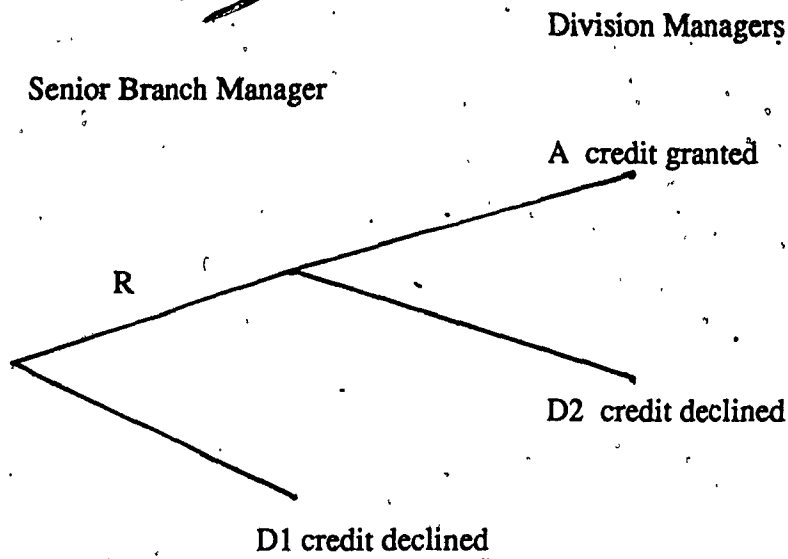 Division Managers
Senior Branch Manager
A credit granted
R
D2 credit declined
D1 credit declined